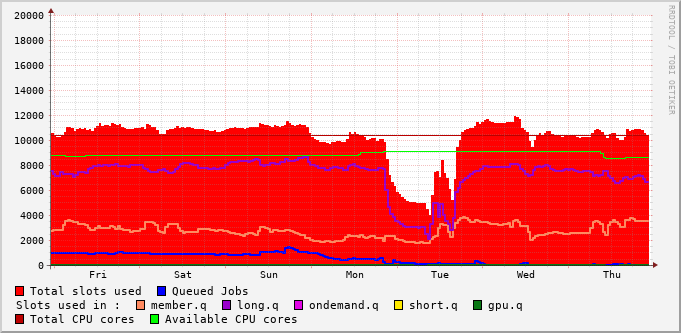 RRDTOOL / TOBI OETIKER
20000
18000
16000
14000
12000
10000
8000
6000
4000
2000
0
Fri Sat Sun Mon Tue Wed Thu
Total slots used Queued Jobs
Slots used in : member.q long.q ondemand.q short.q gpu.q
Total CPU cores Available CPU cores